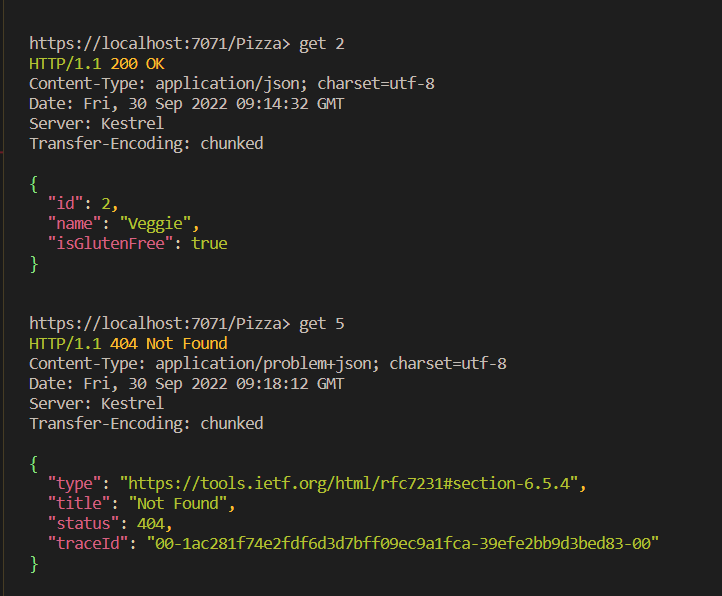 https://localhost:7071/Pizza> get 2
HTTP/1.1 200 OK
Content-Type: application/json; charset=utf-8
Date: Fri, 30 Sep 2022 09:14:32 GMT
Server: Kestrel
Transfer-Encoding: chunked
{
"id": 2,
"name": "Veggie",
"isGlutenFree": true
}
https://localhost:7071/Pizza> get 5
HTTP/1.1 404 Not Found
Content-Type: application/problem+json; charset=utf-8
Date: Fri, 30 Sep 2022 09:18:12 GMT
Server: Kestrel
Transfer-Encoding: chunked
{
"type": "https://tools.ietf.org/html/rfc7231#section-6.5.4",
"title": "Not Found",
"status": 404,
"traceId": "00-1ac281f74e2fdf6d3d7bff09ec9a1fca-39efe2bb9d3bed83-00"
}